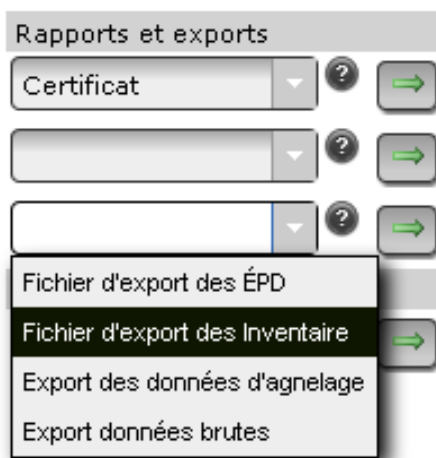 Rapports et exports
Certificat
?
?
?
Fichier d'export des ÉPD
Fichier d'export des Inventaire
Export des données d'agnelage
Export données brutes